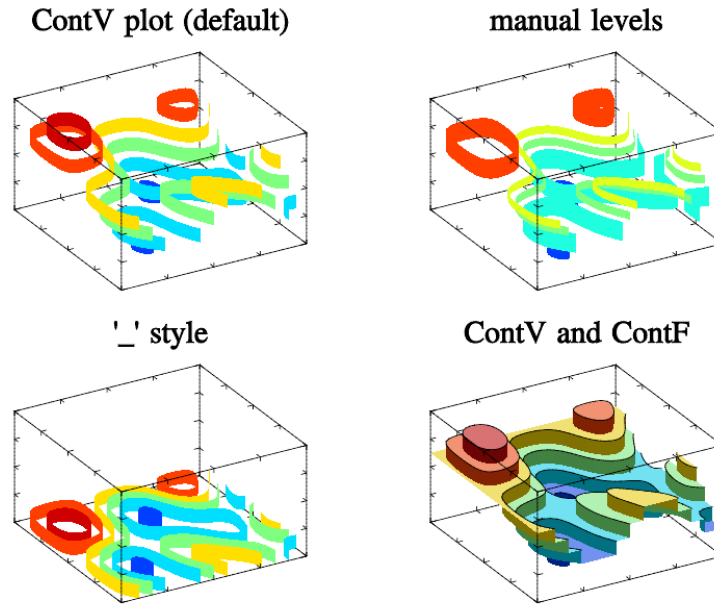 ContV plot (default)
manual levels
'_' style
ContV and ContF